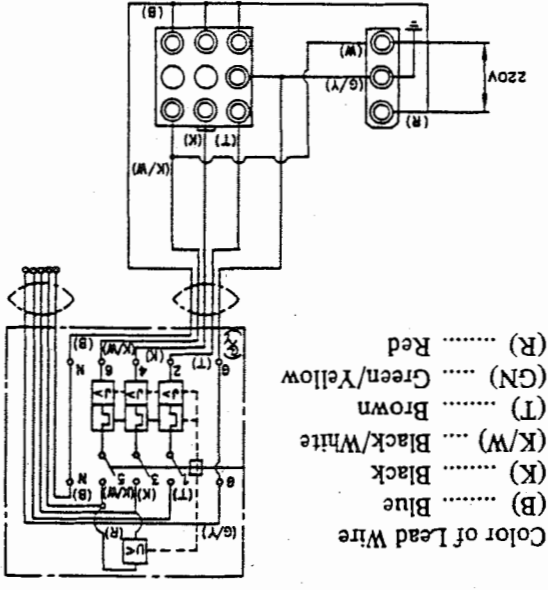 Color of Lead Wire
(B) ........ Blue
(K) ........ Black
(K/W) .... Black/White
(T) ........ Brown
(GN) ...... Green/Yellow
(R) ........ Red
UV
(G/Y) (R)
(T) (K) (K/W) (B)
G 1 3 5 N
G 2 4 6 N
(T) (K) (K/W) (B)
(K/W)
(T) (K)
(R)
(G/Y)
220V
(W)
(B)